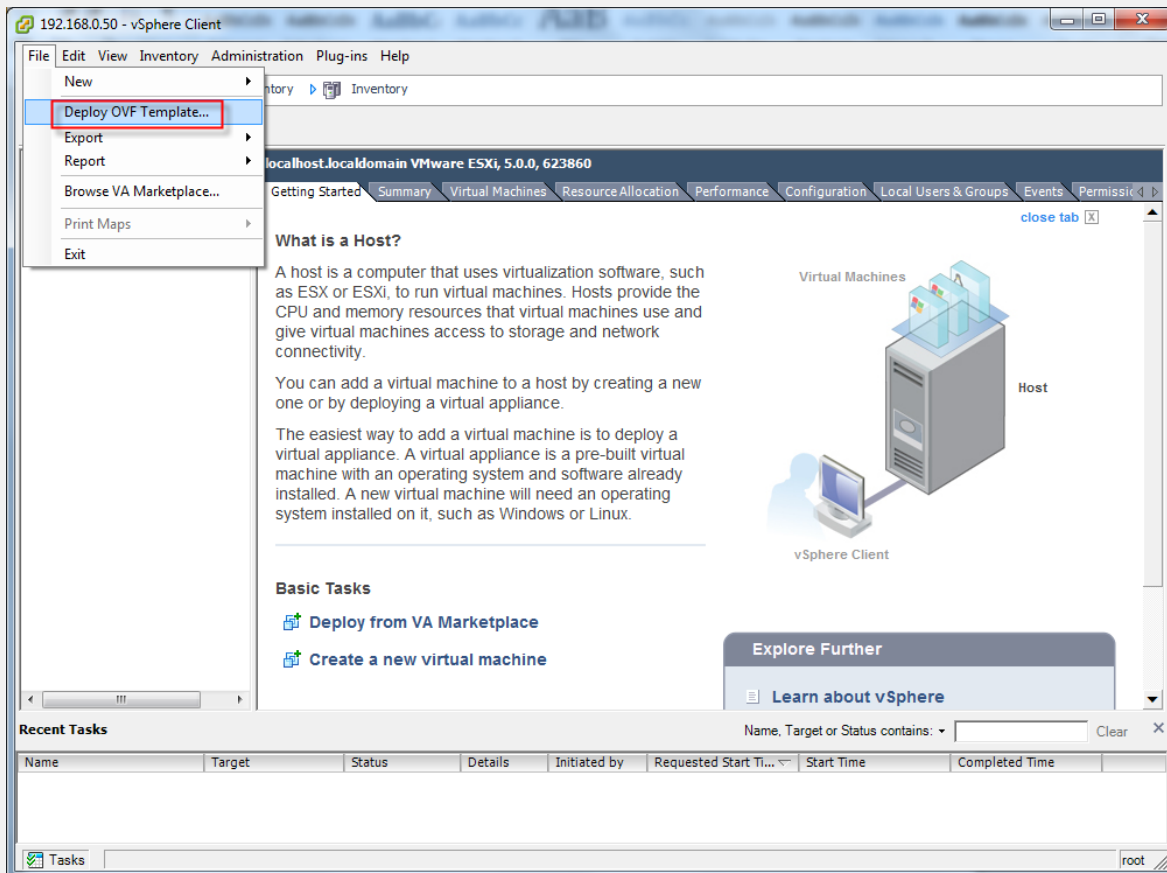 192.168.0.50 - vSphere Client
File Edit View Inventory Administration Plug-ins Help
New
Deploy OVF Template...
Export
Report
Browse VA Marketplace...
Print Maps
Exit
ntory Inventory
localhost.localdomain VMware ESXi, 5.0.0, 623860
Getting Started Summary Virtual Machines Resource Allocation Performance Configuration Local Users & Groups Events Permissic
close tab X
What is a Host?
A host is a computer that uses virtualization software, such
as ESX or ESXi, to run virtual machines. Hosts provide the
CPU and memory resources that virtual machines use and
give virtual machines access to storage and network
connectivity.
You can add a virtual machine to a host by creating a new
one or by deploying a virtual appliance.
The easiest way to add a virtual machine is to deploy a
virtual appliance. A virtual appliance is a pre-built virtual
machine with an operating system and software already
installed. A new virtual machine will need an operating
system installed on it, such as Windows or Linux.
Virtual Machines
Host
vSphere Client
Basic Tasks
Deploy from VA Marketplace
Create a new virtual machine
Explore Further
Learn about vSphere
Recent Tasks
Name, Target or Status contains:
Clear
Name Target Status Details Initiated by Requested Start Ti... Start Time Completed Time
Tasks
root